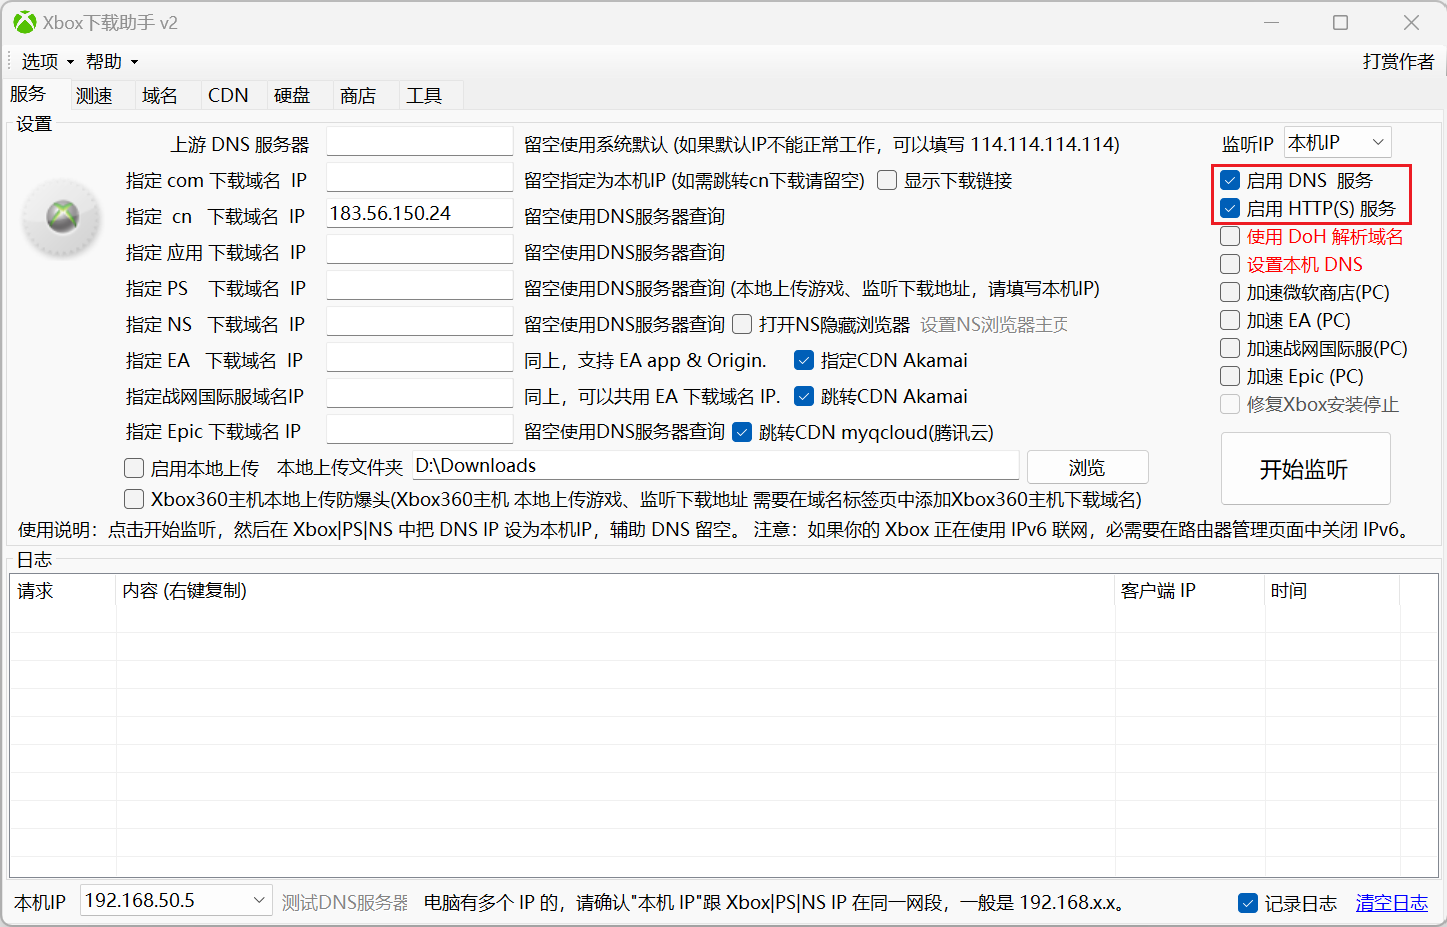 Xbox下载助手 v2
选项 帮助 打赏作者
服务 测速 域名 CDN 硬盘 商店 工具
设置
上游 DNS 服务器 留空使用系统默认 (如果默认IP不能正常工作，可以填写 114.114.114.114) 监听IP 本机IP
指定 com 下载域名 IP 留空指定为本机IP (如需跳转cn下载请留空) 显示下载链接 启用 DNS 服务
指定 cn 下载域名 IP 183.56.150.24 留空使用DNS服务器查询 启用 HTTP(S) 服务
使用 DoH 解析域名
指定 应用 下载域名 IP 留空使用DNS服务器查询 设置本机 DNS
指定 PS 下载域名 IP 留空使用DNS服务器查询 (本地上传游戏、监听下载地址，请填写本机IP) 加速微软商店(PC)
指定 NS 下载域名 IP 留空使用DNS服务器查询 打开NS隐藏浏览器 设置NS浏览器主页 加速 EA (PC)
加速战网国际服(PC)
指定 EA 下载域名 IP 同上，支持 EA app & Origin. 指定CDN Akamai 加速 Epic (PC)
指定战网国际服域名IP 同上，可以共用 EA 下载域名 IP. 跳转CDN Akamai 修复Xbox安装停止
指定 Epic 下载域名 IP 留空使用DNS服务器查询 跳转CDN myqcloud(腾讯云)
启用本地上传 本地上传文件夹 D:\Downloads 浏览 开始监听
Xbox360主机本地上传防爆头(Xbox360主机 本地上传游戏、监听下载地址 需要在域名标签页中添加Xbox360主机下载域名)
使用说明：点击开始监听，然后在 Xbox|PS|NS 中把 DNS IP 设为本机IP，辅助 DNS 留空。 注意：如果你的 Xbox 正在使用 IPv6 联网，必需要在路由器管理页面中关闭 IPv6。
日志
请求 内容 (右键复制) 客户端 IP 时间
本机IP 192.168.50.5 测试DNS服务器 电脑有多个 IP 的，请确认"本机 IP"跟 Xbox|PS|NS IP 在同一网段，一般是 192.168.x.x。 记录日志 清空日志